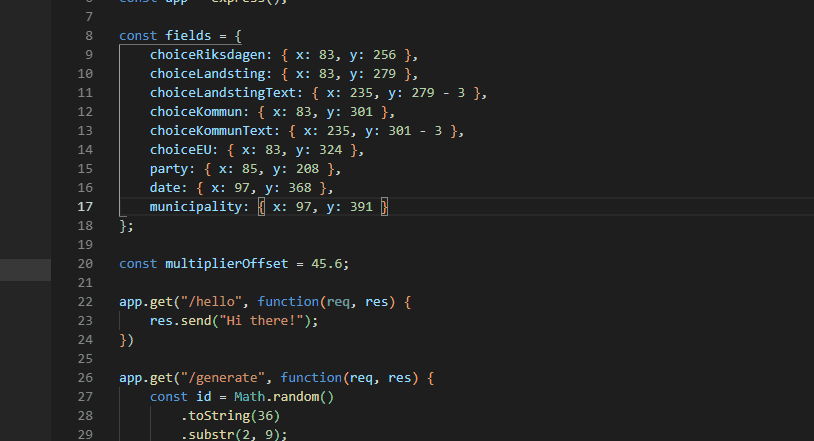 6 const app = express();
7
8 const fields = {
9 choiceRiksdagen: { x: 83, y: 256 },
10 choiceLandsting: { x: 83, y: 279 },
11 choiceLandstingText: { x: 235, y: 279 - 3 },
12 choiceKommun: { x: 83, y: 301 },
13 choiceKommunText: { x: 235, y: 301 - 3 },
14 choiceEU: { x: 83, y: 324 },
15 party: { x: 85, y: 208 },
16 date: { x: 97, y: 368 },
17 municipality: { x: 97, y: 391 }
18 };
19
20 const multiplierOffset = 45.6;
21
22 app.get("/hello", function(req, res) {
23 res.send("Hi there!");
24 })
25
26 app.get("/generate", function(req, res) {
27 const id = Math.random()
28 .toString(36)
29 .substr(2, 9);